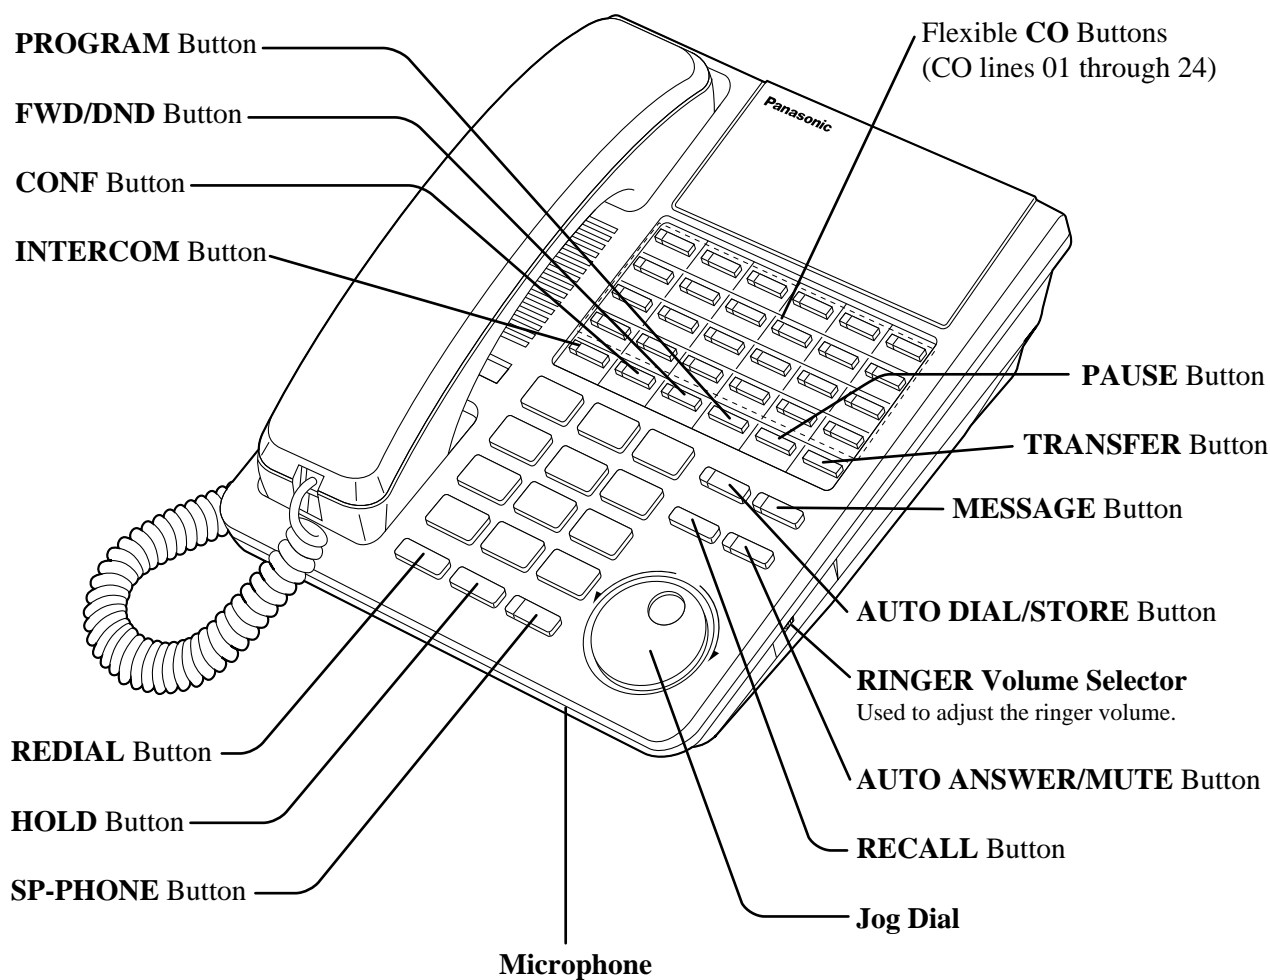 PROGRAM Button
FWD/DND Button
CONF Button
INTERCOM Button
Flexible CO Buttons
(CO lines 01 through 24)
Panasonic
PAUSE Button
TRANSFER Button
MESSAGE Button
AUTO DIAL/STORE Button
RINGER Volume Selector
Used to adjust the ringer volume.
AUTO ANSWER/MUTE Button
RECALL Button
Jog Dial
REDIAL Button
HOLD Button
SP-PHONE Button
Microphone